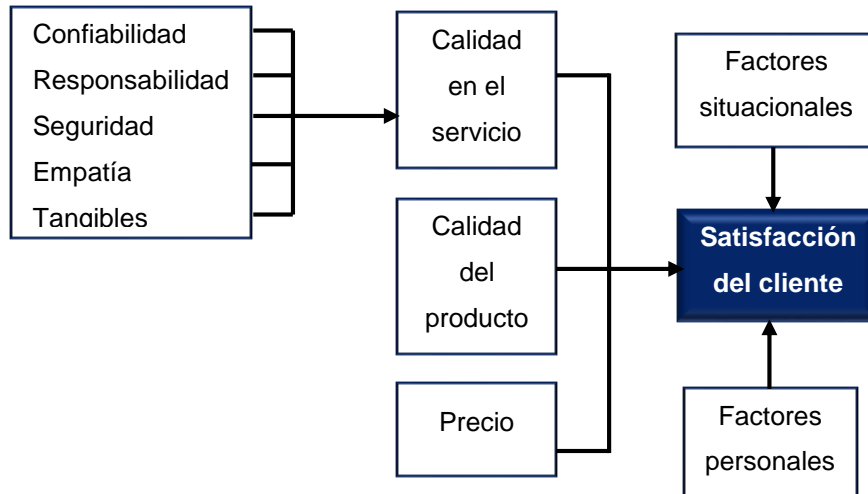 Confiabilidad
Responsabilidad
Seguridad
Empatía
Tangibles
Calidad
en el
servicio
Calidad
del
producto
Precio
Factores
situacionales
Satisfacción
del cliente
Factores
personales